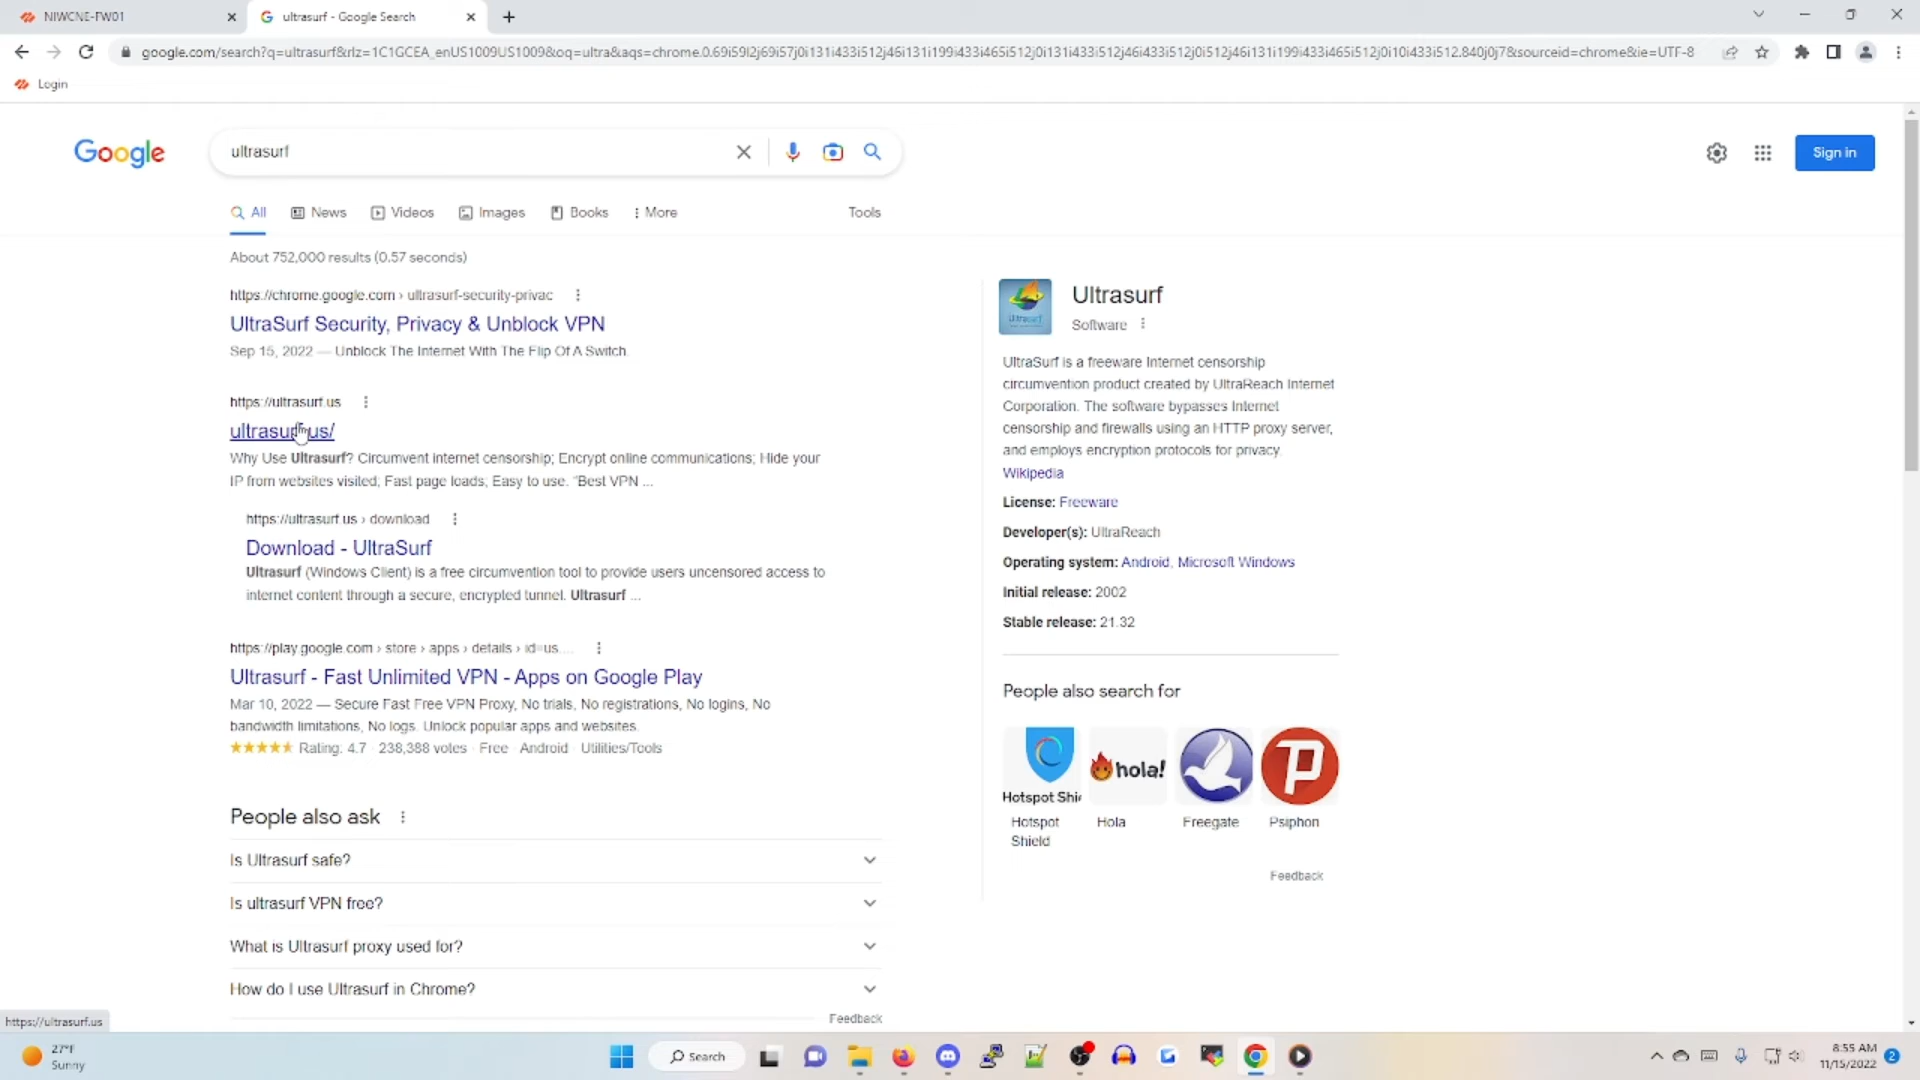 NIWCNE-FW01
ultrasurf - Google Search
google.com/search?q=ultrasurf&rlz=1C1GCEA_enUS1009US1009&oq=ultra&aqs=chrome.0.69i59l2j69i57j0i131i433i512j46i131i199i433i465i512j0i131i433i512j46i433i512j0i512j46i131i199i433i465i512j0i10i433i512.840j0j7&sourceid=chrome&ie=UTF-8
Login
Google
ultrasurf
Sign in
All
News
Videos
Images
Books
More
Tools
About 752,000 results (0.57 seconds)
https://chrome.google.com › ultrasurf-security-privac
UltraSurf Security, Privacy & Unblock VPN
Sep 15, 2022 — Unblock The Internet With The Flip Of A Switch.
https://ultrasurf.us
ultrasurf.us/
Why Use Ultrasurf? Circumvent internet censorship; Encrypt online communications; Hide your
IP from websites visited; Fast page loads; Easy to use. "Best VPN ...
https://ultrasurf.us › download
Download - UltraSurf
Ultrasurf (Windows Client) is a free circumvention tool to provide users uncensored access to
internet content through a secure, encrypted tunnel. Ultrasurf ...
https://play.google.com › store › apps › details › id=us....
Ultrasurf - Fast Unlimited VPN - Apps on Google Play
Mar 10, 2022 — Secure Fast Free VPN Proxy, No trials, No registrations, No logins, No
bandwidth limitations, No logs. Unlock popular apps and websites.
Rating: 4.7 · 238,388 votes · Free · Android · Utilities/Tools
People also ask
Is Ultrasurf safe?
Is ultrasurf VPN free?
What is Ultrasurf proxy used for?
How do I use Ultrasurf in Chrome?
Feedback
Ultrasurf
Ultrasurf
Software
UltraSurf is a freeware Internet censorship
circumvention product created by UltraReach Internet
Corporation. The software bypasses Internet
censorship and firewalls using an HTTP proxy server,
and employs encryption protocols for privacy.
Wikipedia
License: Freeware
Developer(s): UltraReach
Operating system: Android, Microsoft Windows
Initial release: 2002
Stable release: 21.32
People also search for
Hotspot Shi
hola!
Hotspot
Shield
Hola
Freegate
Psiphon
Feedback
https://ultrasurf.us
27°F
Sunny
Search
8:55 AM
11/15/2022
2